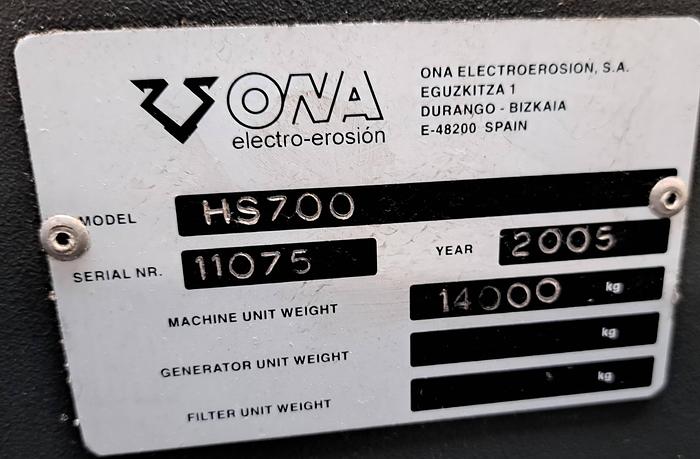 ONA
electro-erosión
ONA ELECTROEROSION, S.A.
EGUZKITZA 1
DURANGO - BIZKAIA
E-48200 SPAIN
MODEL HS700
SERIAL NR. 11075 YEAR 2005
MACHINE UNIT WEIGHT 14000 kg
GENERATOR UNIT WEIGHT kg
FILTER UNIT WEIGHT kg